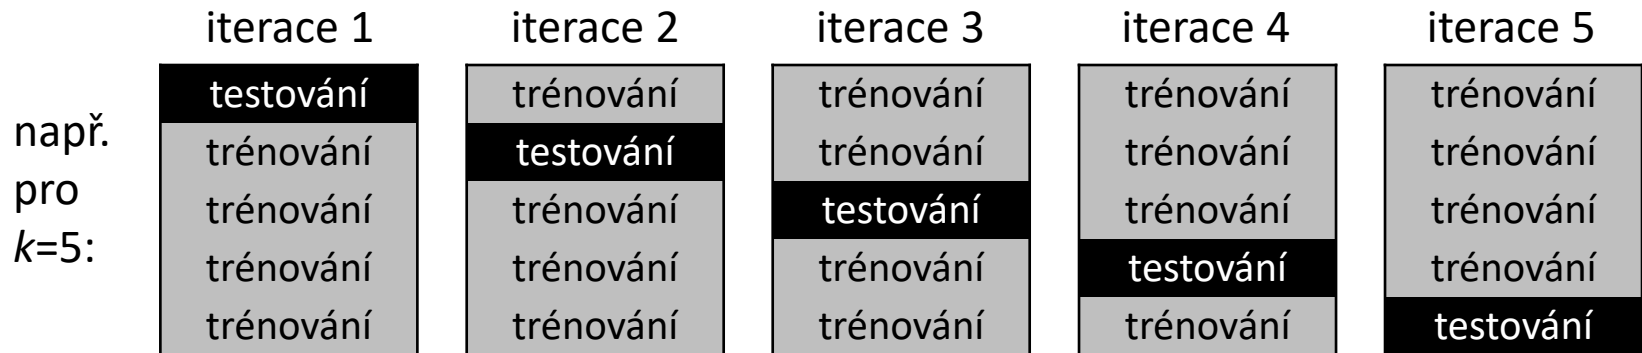 iterace 1 iterace 2 iterace 3 iterace 4 iterace 5
např.
pro
k=5:
testování trénování trénování trénování trénování
trénování testování trénování trénování trénování
trénování trénování testování trénování trénování
trénování trénování trénování testování trénování
trénování trénování trénování trénování testování